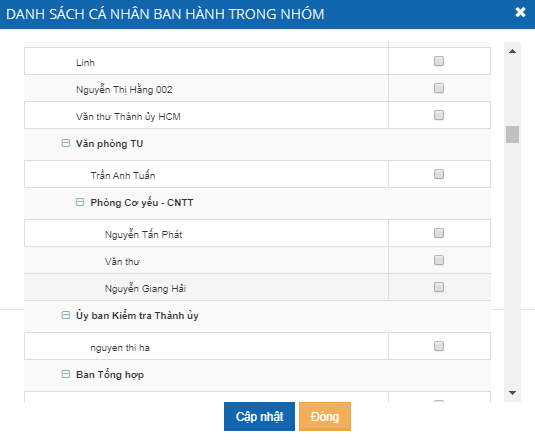 DANH SÁCH CÁ NHÂN BAN HÀNH TRONG NHÓM
Linh
Nguyễn Thị Hằng 002
Văn thư Thành ủy HCM
Văn phòng TU
Trần Anh Tuấn
Phòng Cơ yếu - CNTT
Nguyễn Tấn Phát
Văn thư
Nguyễn Giang Hải
Ủy ban Kiểm tra Thành ủy
nguyen thi ha
Ban Tổng hợp
Cập nhật
Đóng